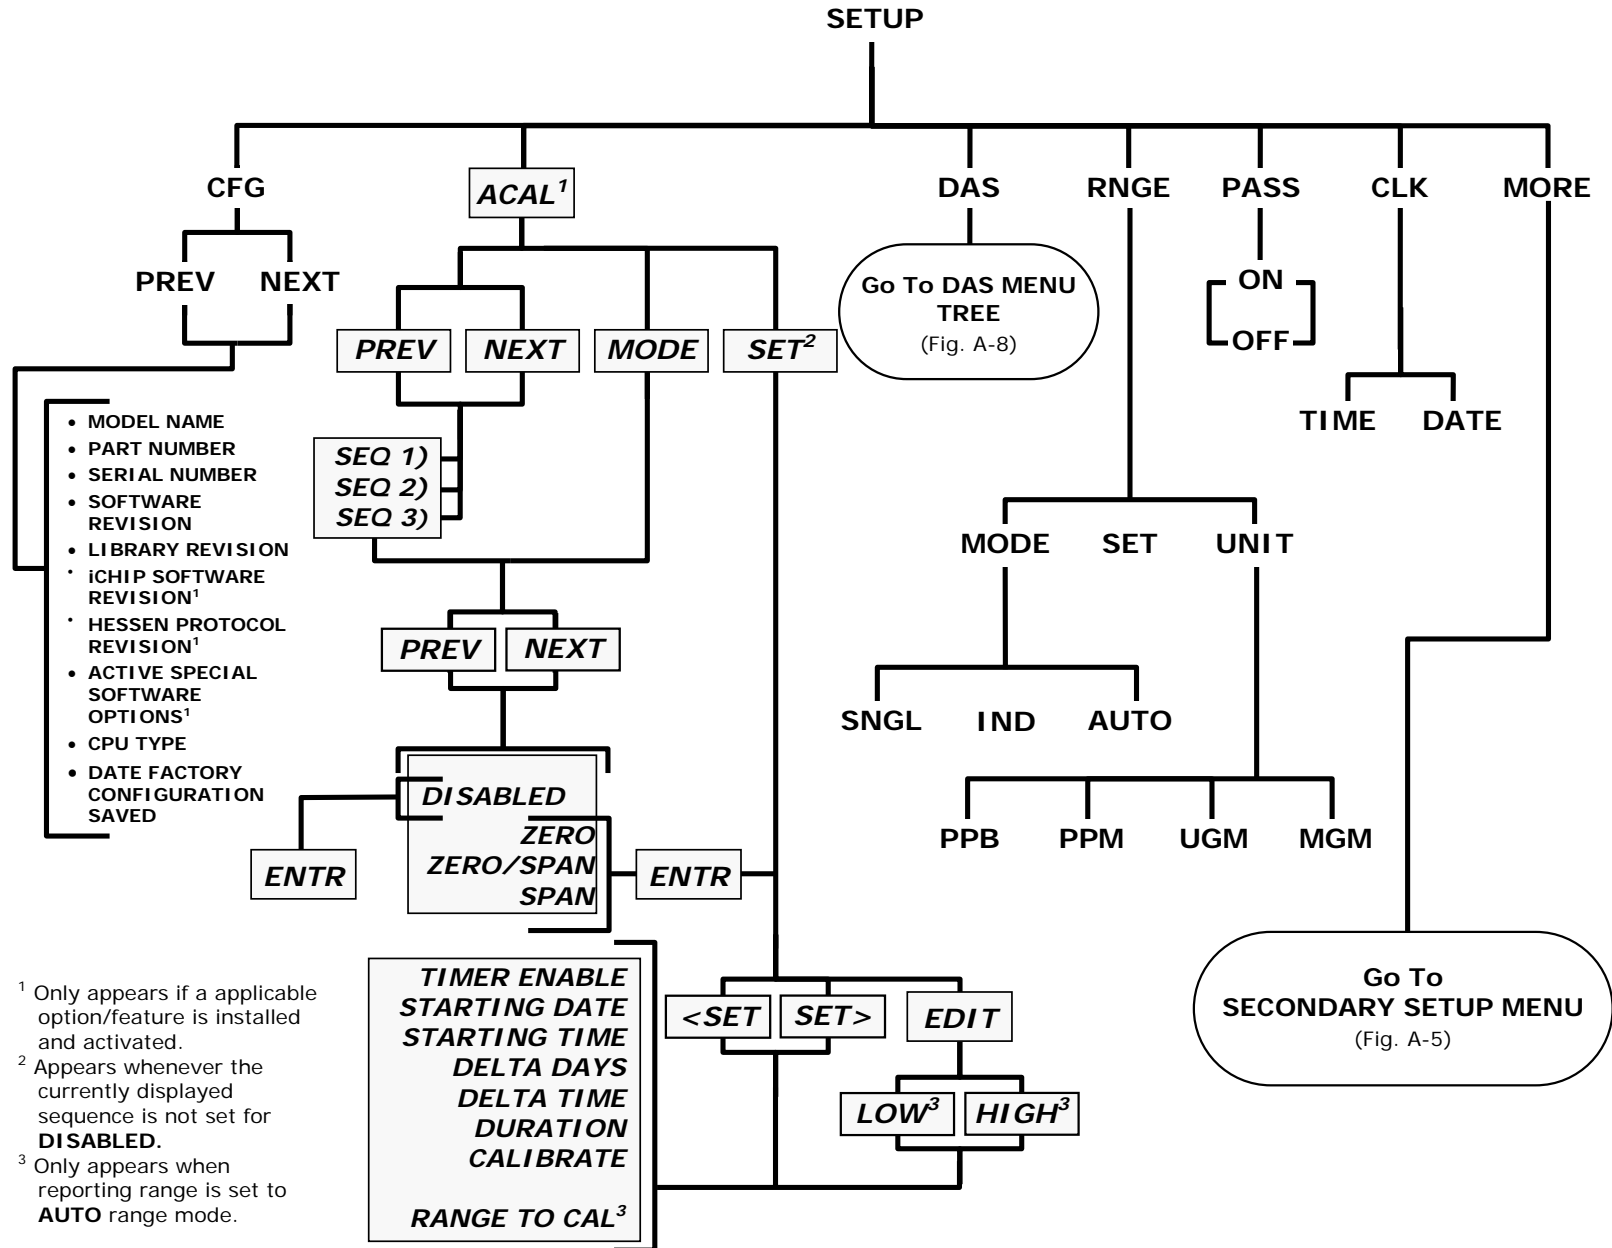 SETUP
CFG
ACAL¹
DAS
RNGE
PASS
CLK
MORE
PREV
NEXT
PREV
NEXT
MODE
SET²
Go To DAS MENU
TREE
(Fig. A-8)
ON
OFF
TIME
DATE
• MODEL NAME
• PART NUMBER
• SERIAL NUMBER
• SOFTWARE
REVISION
• LIBRARY REVISION
• iCHIP SOFTWARE
REVISION¹
• HESSEN PROTOCOL
REVISION¹
• ACTIVE SPECIAL
SOFTWARE
OPTIONS¹
• CPU TYPE
• DATE FACTORY
CONFIGURATION
SAVED
SEQ 1)
SEQ 2)
SEQ 3)
PREV
NEXT
MODE
SET
UNIT
SNGL
IND
AUTO
PPB
PPM
UGM
MGM
DISABLED
ZERO
ZERO/SPAN
SPAN
ENTR
ENTR
TIMER ENABLE
STARTING DATE
STARTING TIME
DELTA DAYS
DELTA TIME
DURATION
CALIBRATE
RANGE TO CAL³
<SET
SET>
EDIT
LOW³
HIGH³
Go To
SECONDARY SETUP MENU
(Fig. A-5)
¹ Only appears if a applicable
option/feature is installed
and activated.
² Appears whenever the
currently displayed
sequence is not set for
DISABLED.
³ Only appears when
reporting range is set to
AUTO range mode.